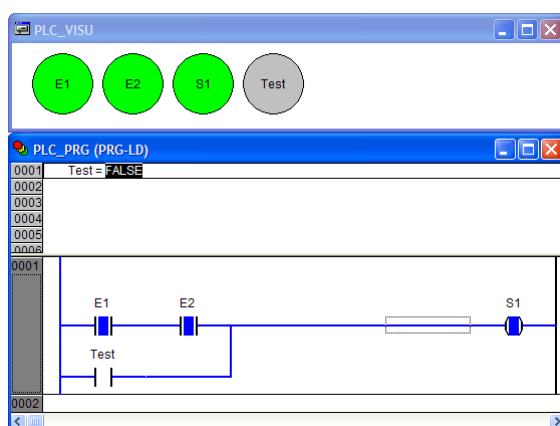 PLC_VISU
E1 E2 S1 Test
PLC_PRG (PRG-LD)
0001 Test = FALSE
0002
0003
0004
0005
0006
0001
E1 E2 S1
Test
0002